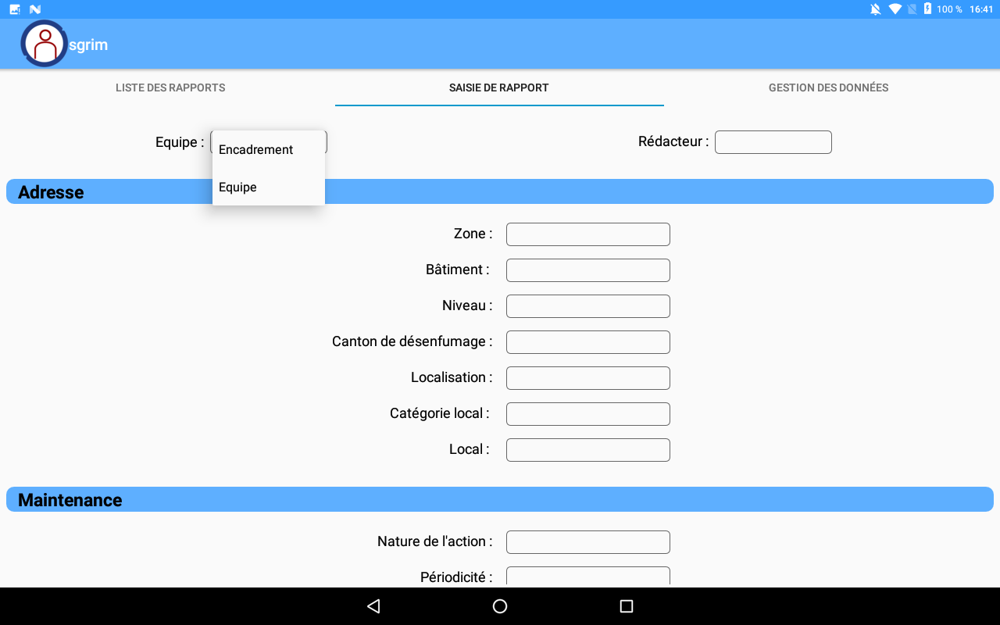 100 % 16:41
sgrim
LISTE DES RAPPORTS SAISIE DE RAPPORT GESTION DES DONNÉES
Equipe : Rédacteur :
Encadrement
Equipe
Adresse
Zone :
Bâtiment :
Niveau :
Canton de désenfumage :
Localisation :
Catégorie local :
Local :
Maintenance
Nature de l'action :
Périodicité :